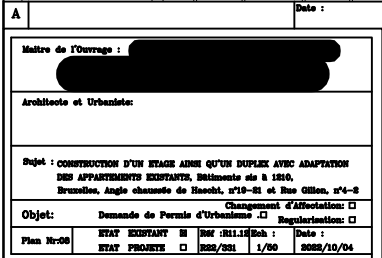 A Date :
Maitre de l'Ouvrage :
Architecte et Urbaniste:
Sujet : CONSTRUCTION D'UN ETAGE AINSI QU'UN DUPLEX AVEC ADAPTATION
DES APPARTEMENTS EXISTANTS, Bâtiments sis à 1210,
Bruxelles, Angle chaussée de Haecht, n°19-21 et Rue Gillon, n°4-2
Changement d'Affectation: ☐
Objet: Demande de Permis d'Urbanisme .☐
Regularisation: ☐
Plan Nr:08 ETAT EXISTANT ☒ Réf :R11.12 Ech : Date :
ETAT PROJETE ☐ R22/331 1/50 2022/10/04